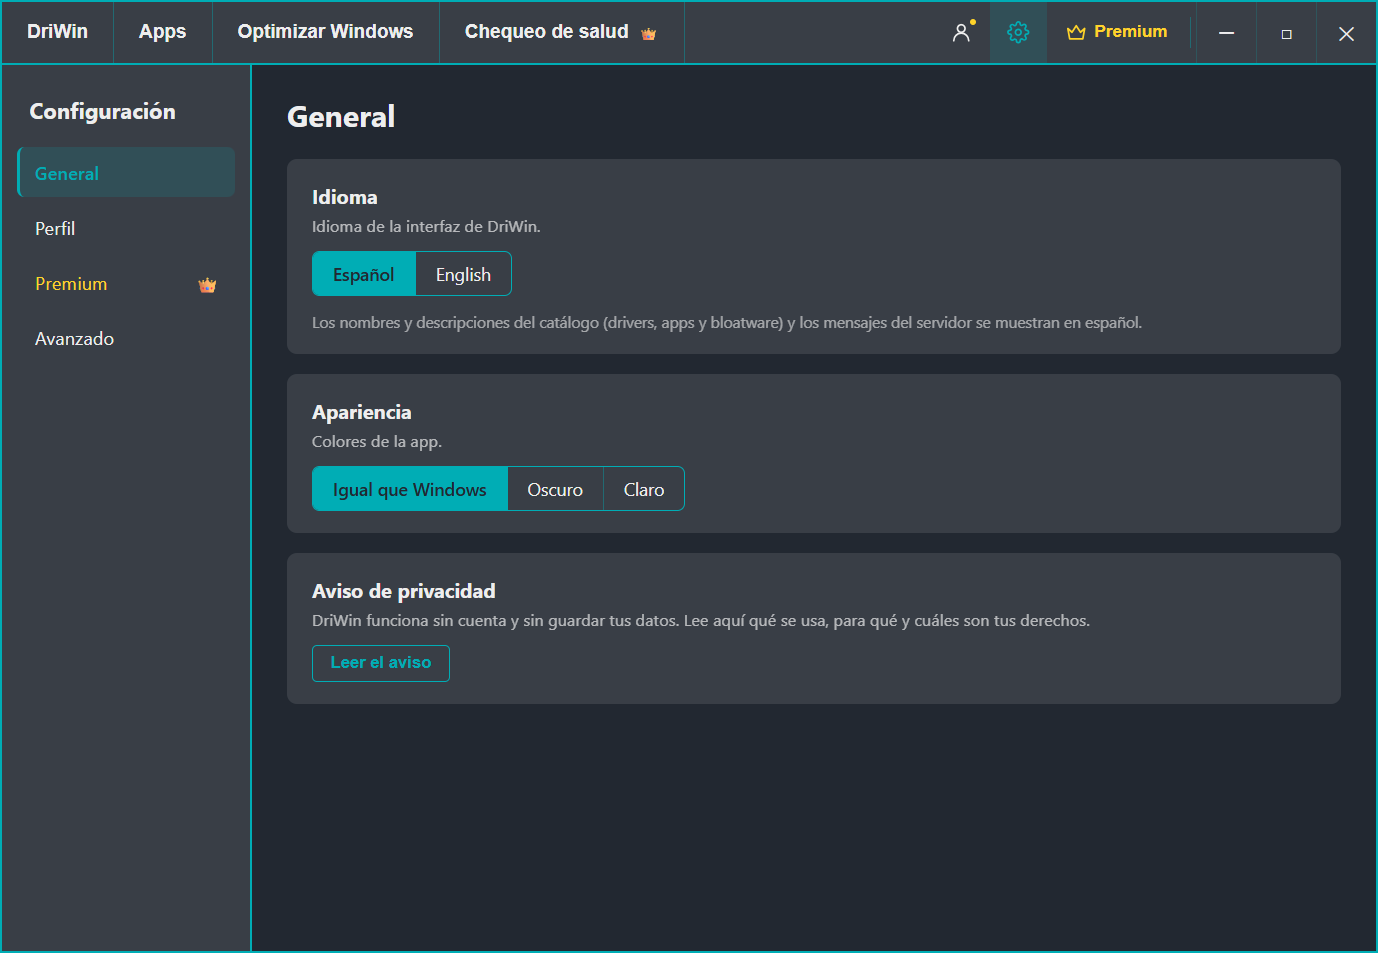 DriWin
Apps
Optimizar Windows
Chequeo de salud
Premium
Configuración
General
Perfil
Premium
Avanzado
General
Idioma
Idioma de la interfaz de DriWin.
Español
English
Los nombres y descripciones del catálogo (drivers, apps y bloatware) y los mensajes del servidor se muestran en español.
Apariencia
Colores de la app.
Igual que Windows
Oscuro
Claro
Aviso de privacidad
DriWin funciona sin cuenta y sin guardar tus datos. Lee aquí qué se usa, para qué y cuáles son tus derechos.
Leer el aviso